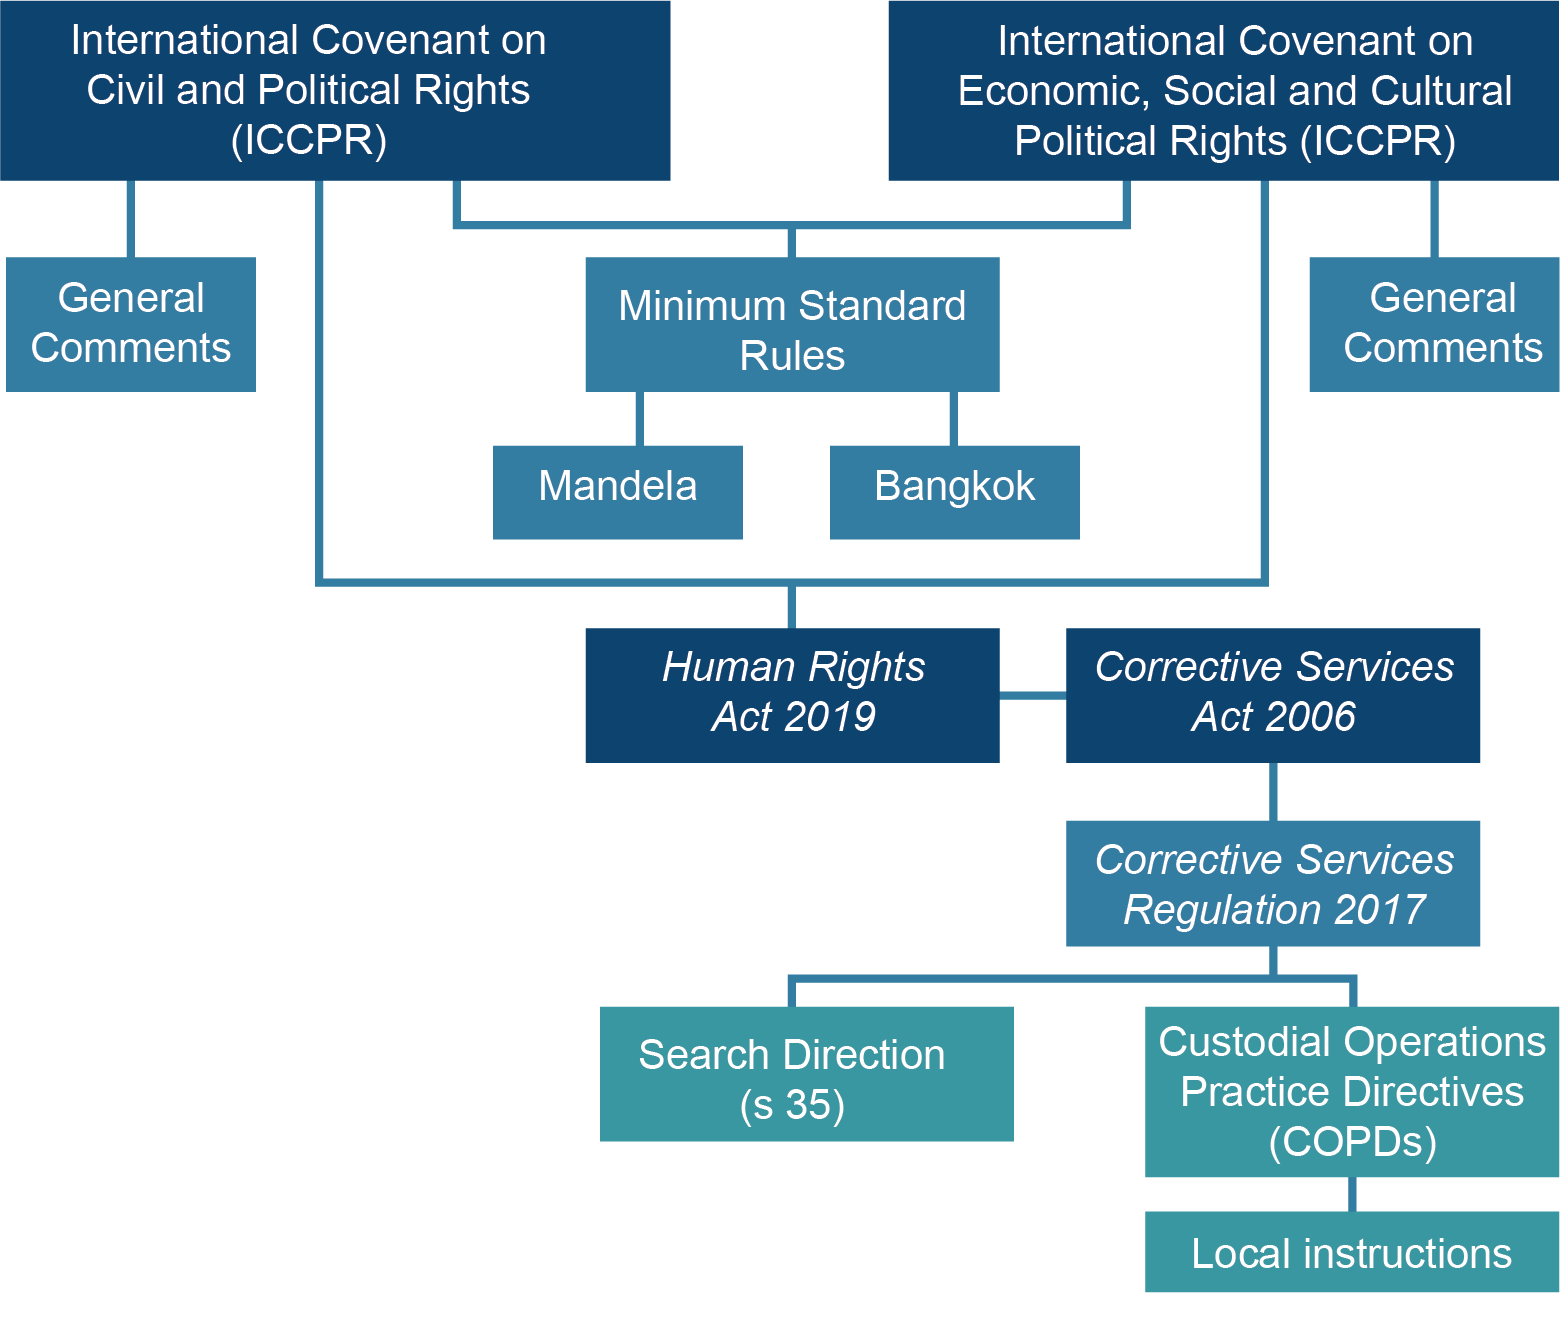 International Covenant on
Civil and Political Rights
(ICCPR)
International Covenant on
Economic, Social and Cultural
Political Rights (ICCPR)
General
Comments
Minimum Standard
Rules
General
Comments
Mandela
Bangkok
Human Rights
Act 2019
Corrective Services
Act 2006
Corrective Services
Regulation 2017
Search Direction
(s 35)
Custodial Operations
Practice Directives
(COPDs)
Local instructions